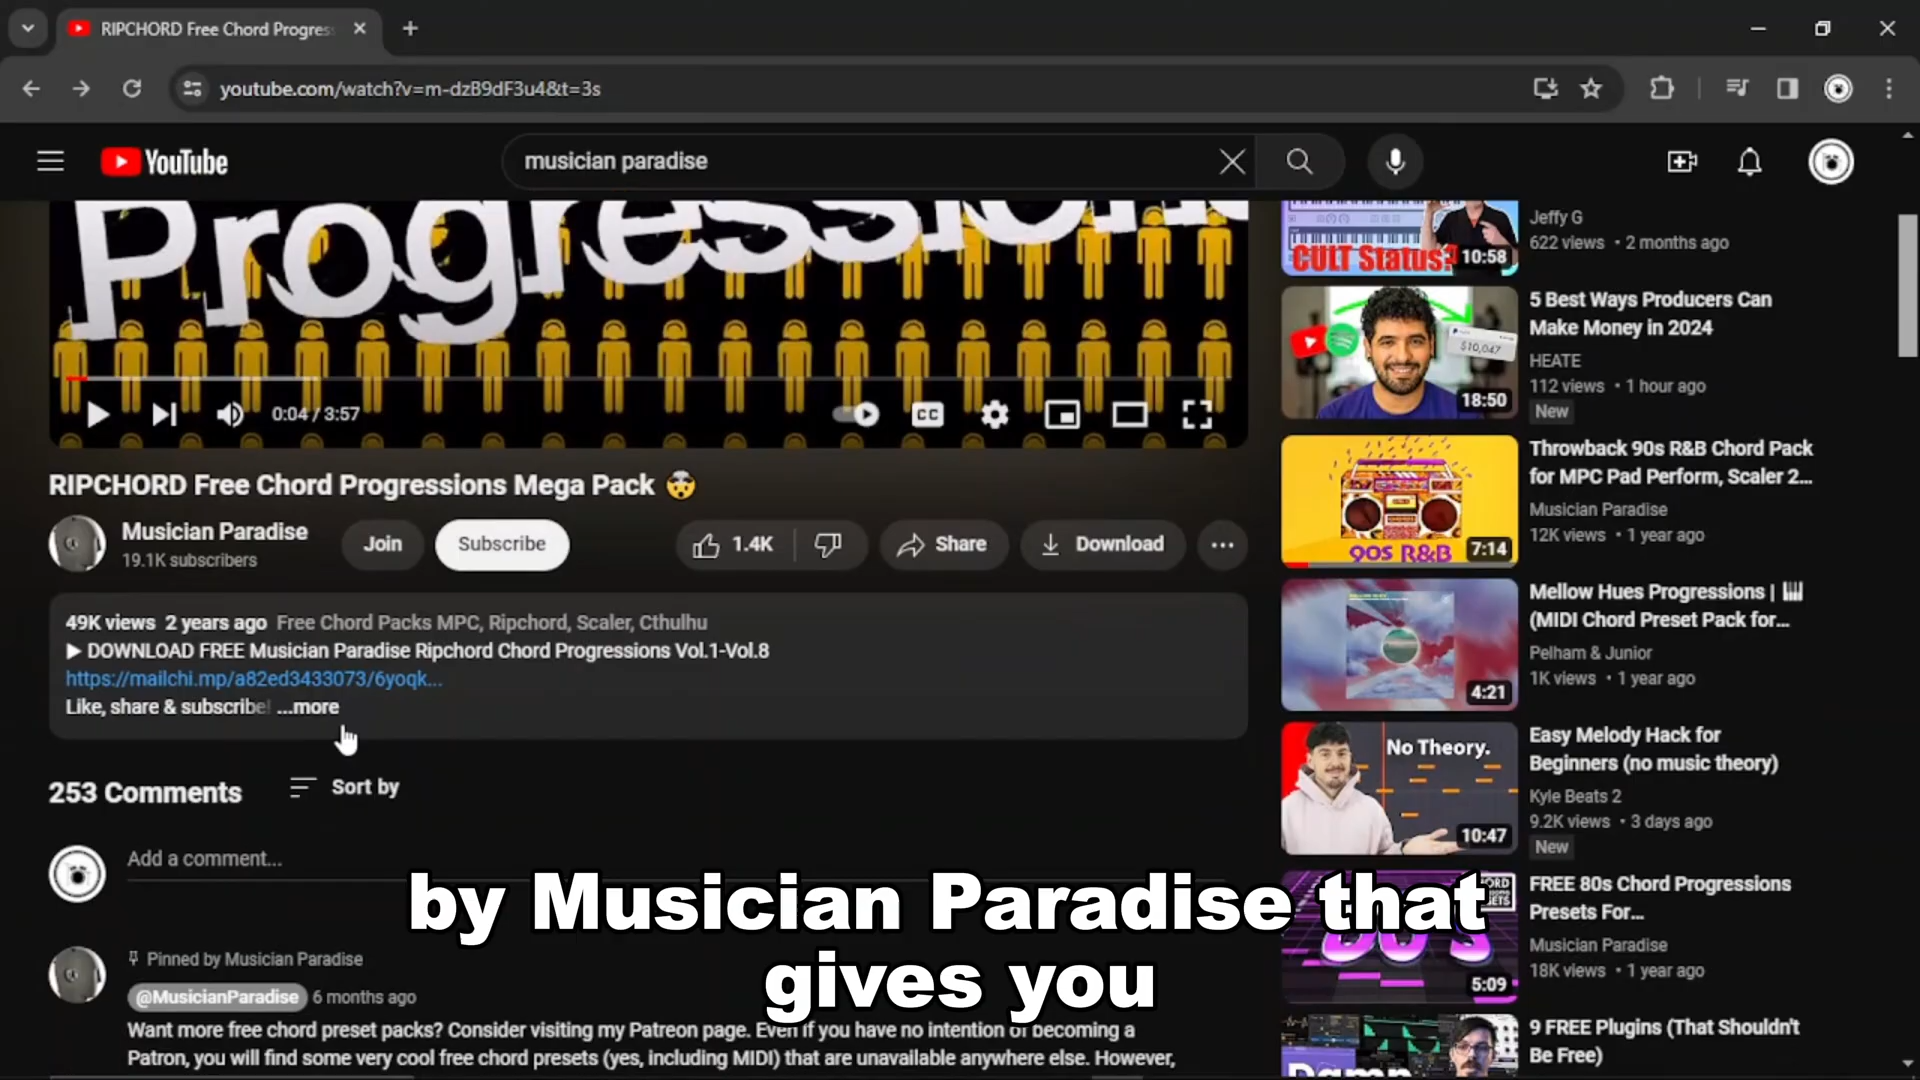 RIPCHORD Free Chord Progres
youtube.com/watch?v=m-dzB9dF3u4&t=3s
YouTube
musician paradise
Progressions
0:04 / 3:57
CC
RIPCHORD Free Chord Progressions Mega Pack 🤯
Musician Paradise
19.1K subscribers
Join
Subscribe
1.4K
Share
Download
49K views 2 years ago Free Chord Packs MPC, Ripchord, Scaler, Cthulhu
▶ DOWNLOAD FREE Musician Paradise Ripchord Chord Progressions Vol.1-Vol.8
https://mailchi.mp/a82ed3433073/6yoqk...
Like, share & subscribe! ...more
253 Comments
Sort by
Add a comment...
Pinned by Musician Paradise
@MusicianParadise 6 months ago
Want more free chord preset packs? Consider visiting my Patreon page. Even if you have no intention of becoming a
Patron, you will find some very cool free chord presets (yes, including MIDI) that are unavailable anywhere else. However,
by Musician Paradise that
gives you
CULT Status?
10:58
Jeffy G
622 views • 2 months ago
$10,047
18:50
5 Best Ways Producers Can
Make Money in 2024
HEATE
112 views • 1 hour ago
New
90S R&B
7:14
Throwback 90s R&B Chord Pack
for MPC Pad Perform, Scaler 2...
Musician Paradise
12K views • 1 year ago
4:21
Mellow Hues Progressions | 🎹
(MIDI Chord Preset Pack for...
Pelham & Junior
1K views • 1 year ago
No Theory.
10:47
Easy Melody Hack for
Beginners (no music theory)
Kyle Beats 2
9.2K views • 3 days ago
New
80's
5:09
FREE 80s Chord Progressions
Presets For...
Musician Paradise
18K views • 1 year ago
Damn
9 FREE Plugins (That Shouldn't
Be Free)